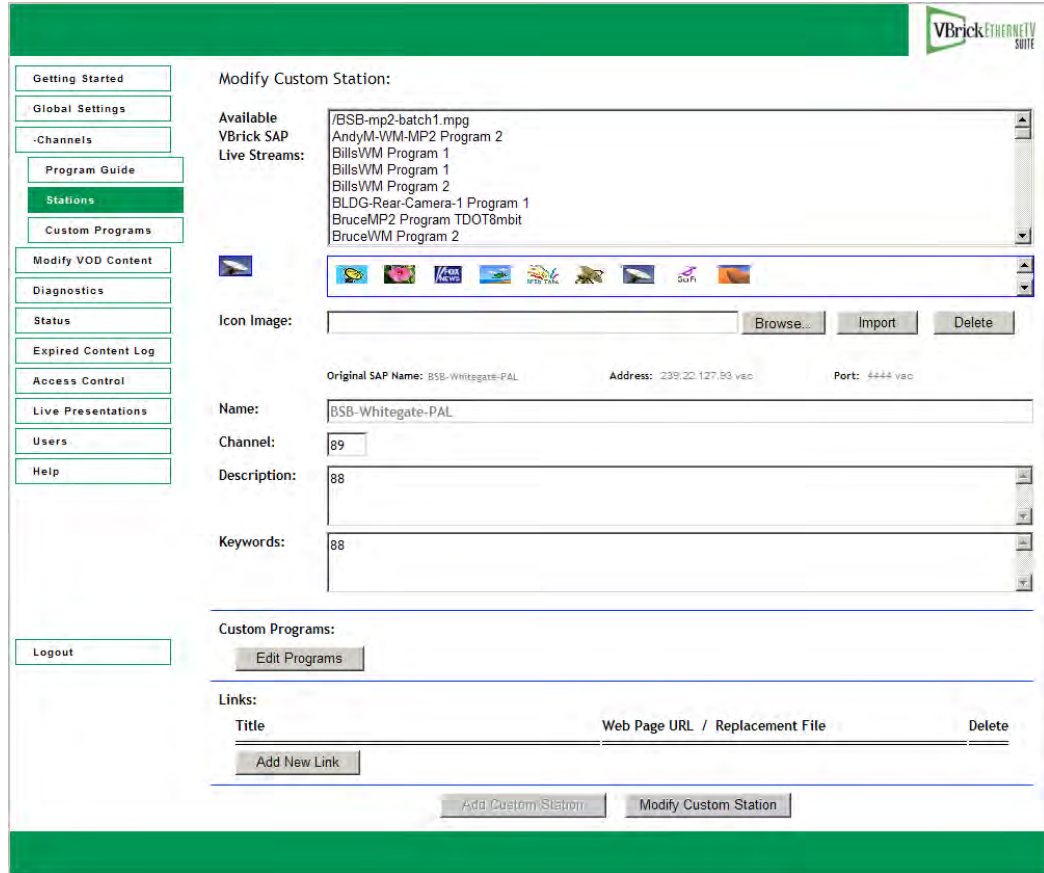 VBrick ETHERNETV
SUITE
Getting Started
Global Settings
-Channels
Program Guide
Stations
Custom Programs
Modify VOD Content
Diagnostics
Status
Expired Content Log
Access Control
Live Presentations
Users
Help
Logout
Modify Custom Station:
Available
VBrick SAP
Live Streams:
/BSB-mp2-batch1.mpg
AndyM-WM-MP2 Program 2
BillsWM Program 1
BillsWM Program 1
BillsWM Program 2
BLDG-Rear-Camera-1 Program 1
BruceMP2 Program TDOT8mbit
BruceWM Program 2
FOX
NEWS
Icon Image:
Browse...
Import
Delete
Original SAP Name: BSB-Whitegate-PAL Address: 239.22.127.93 vac Port: 4444 vac
Name:
BSB-Whitegate-PAL
Channel:
89
Description:
88
Keywords:
88
Custom Programs:
Edit Programs
Links:
Title Web Page URL / Replacement File Delete
Add New Link
Add Custom Station
Modify Custom Station